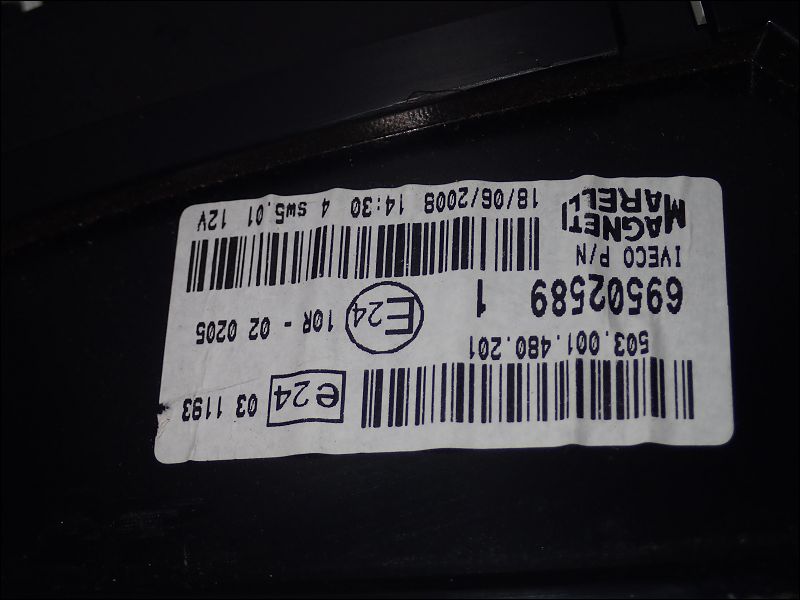 503.001.480.201
e24 03 1193
69502589 1
E24 10R - 02 0205
IVECO P/N
MAGNETI
MARELLI
18/06/2008 14:30 4 SW5.01 12V